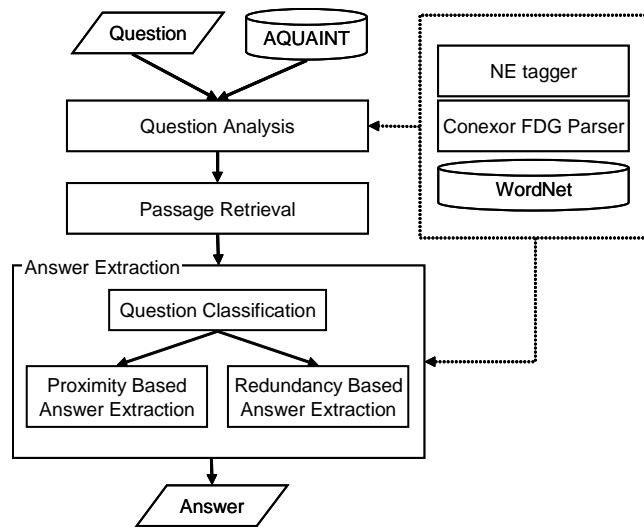 Question
AQUAINT
NE tagger
Conexor FDG Parser
WordNet
Question Analysis
Passage Retrieval
Answer Extraction
Question Classification
Proximity Based
Answer Extraction
Redundancy Based
Answer Extraction
Answer